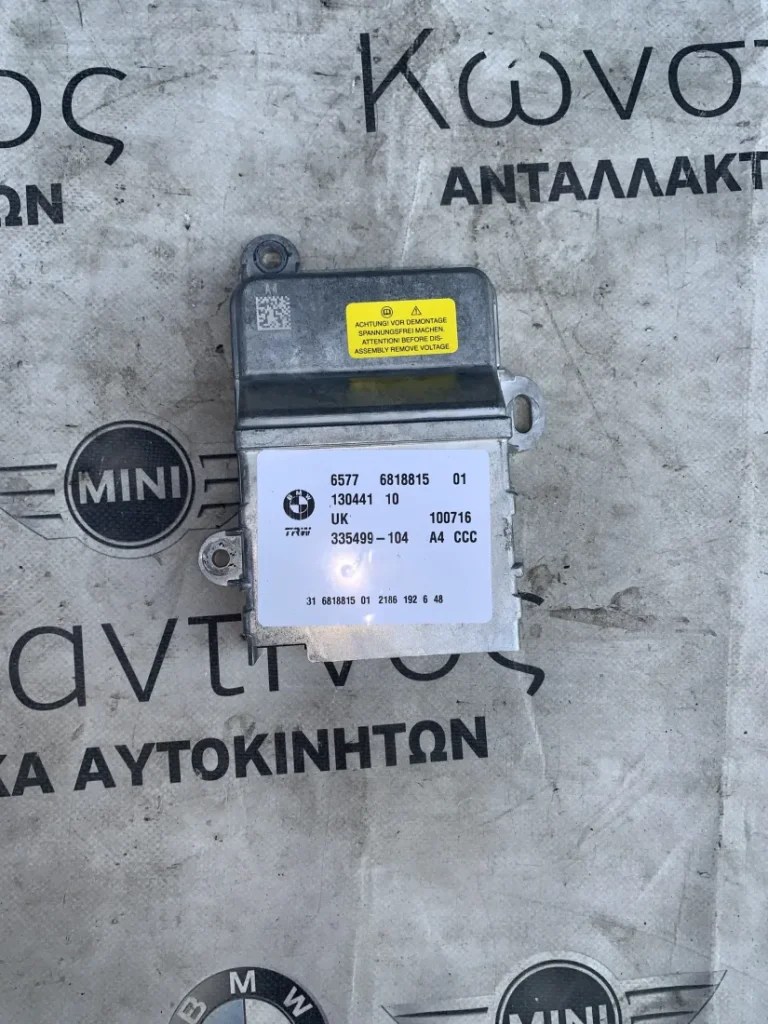 ος Κωνστ
ΩΝ ΑΝΤΑΛΛΑΚΤ
A4
ACHTUNG! VOR DEMONTAGE
SPANNUNGSFREI MACHEN.
ATTENTION! BEFORE DIS-
ASSEMBLY REMOVE VOLTAGE
MINI
6577 6818815 01
130441 10
BMW
UK 100716
TRW
335499-104 A4 CCC
31 6818815 01 2186 192 6 48
αντινος
ΚΑ ΑΥΤΟΚΙΝΗΤΩΝ
BMW
MINI